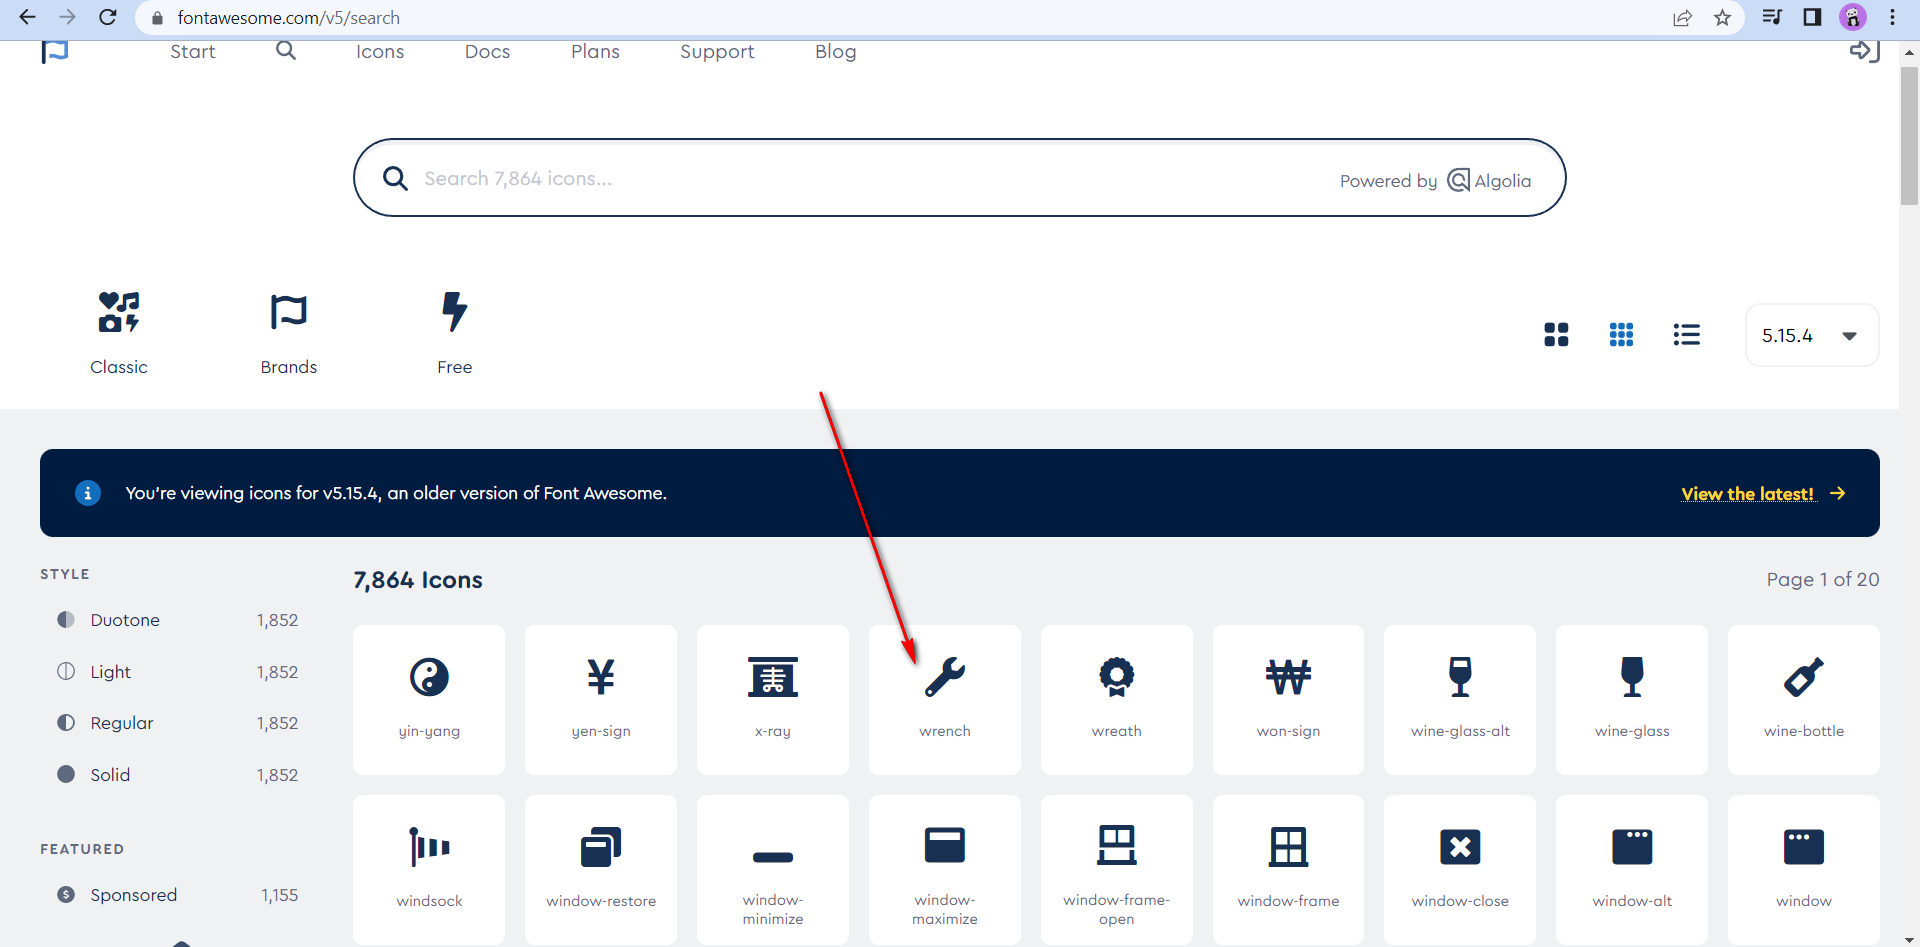 fontawesome.com/v5/search
Start Icons Docs Plans Support Blog
Search 7,864 icons...
Powered by Algolia
Classic Brands Free
5.15.4
You're viewing icons for v5.15.4, an older version of Font Awesome.
View the latest!
STYLE
Duotone 1,852
Light 1,852
Regular 1,852
Solid 1,852
FEATURED
Sponsored 1,155
7,864 Icons
Page 1 of 20
yin-yang yen-sign x-ray wrench wreath won-sign wine-glass-alt wine-glass wine-bottle
windsock window-restore window-minimize window-maximize window-frame-open window-frame window-close window-alt window